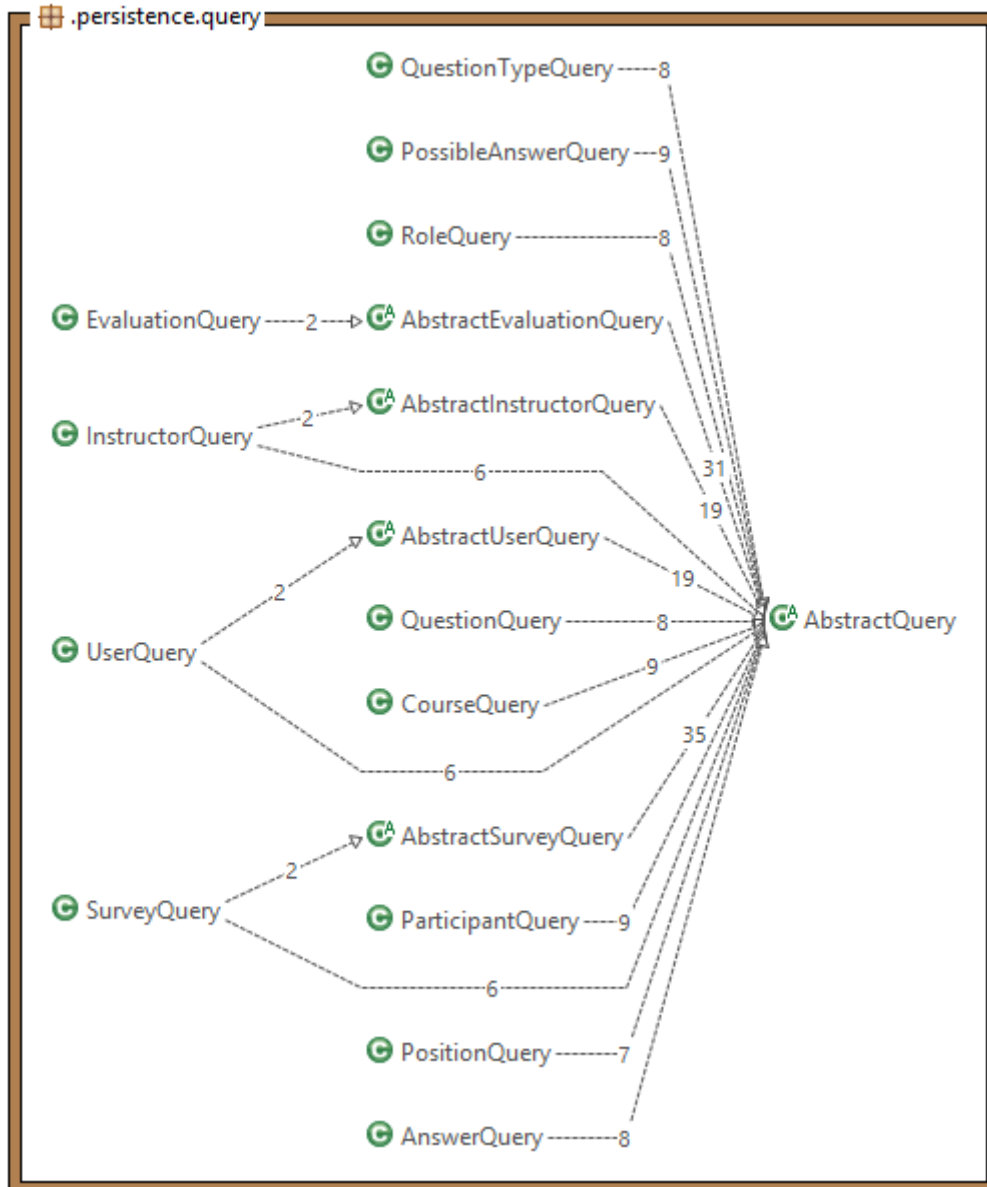 .persistence.query
QuestionTypeQuery 8
PossibleAnswerQuery 9
RoleQuery 8
EvaluationQuery 2 AbstractEvaluationQuery
AbstractInstructorQuery
2
InstructorQuery
31
6
19
AbstractUserQuery
19
2
QuestionQuery 8 AbstractQuery
UserQuery
9
CourseQuery
35
6
AbstractSurveyQuery
2
SurveyQuery
ParticipantQuery 9
6
PositionQuery 7
AnswerQuery 8